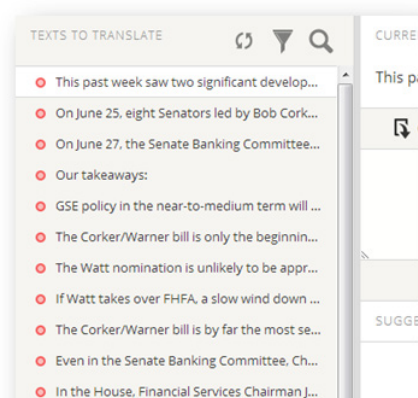 TEXTS TO TRANSLATE
This past week saw two significant develop...
On June 25, eight Senators led by Bob Cork...
On June 27, the Senate Banking Committee...
Our takeaways:
GSE policy in the near-to-medium term will ...
The Corker/Warner bill is only the beginnin...
The Watt nomination is unlikely to be appr...
If Watt takes over FHFA, a slow wind down ...
The Corker/Warner bill is by far the most se...
Even in the Senate Banking Committee, Ch...
In the House, Financial Services Chairman J...
CURRE
This pa
SUGGE